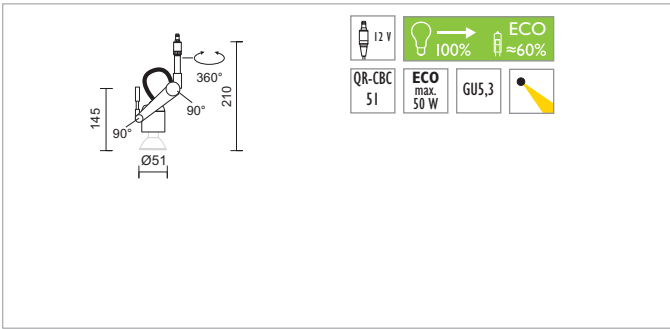 12 V
100%
ECO
≈60%
QR-CBC
51
ECO
max.
50 W
GU5,3
360°
90°
90°
145
210
Ø51